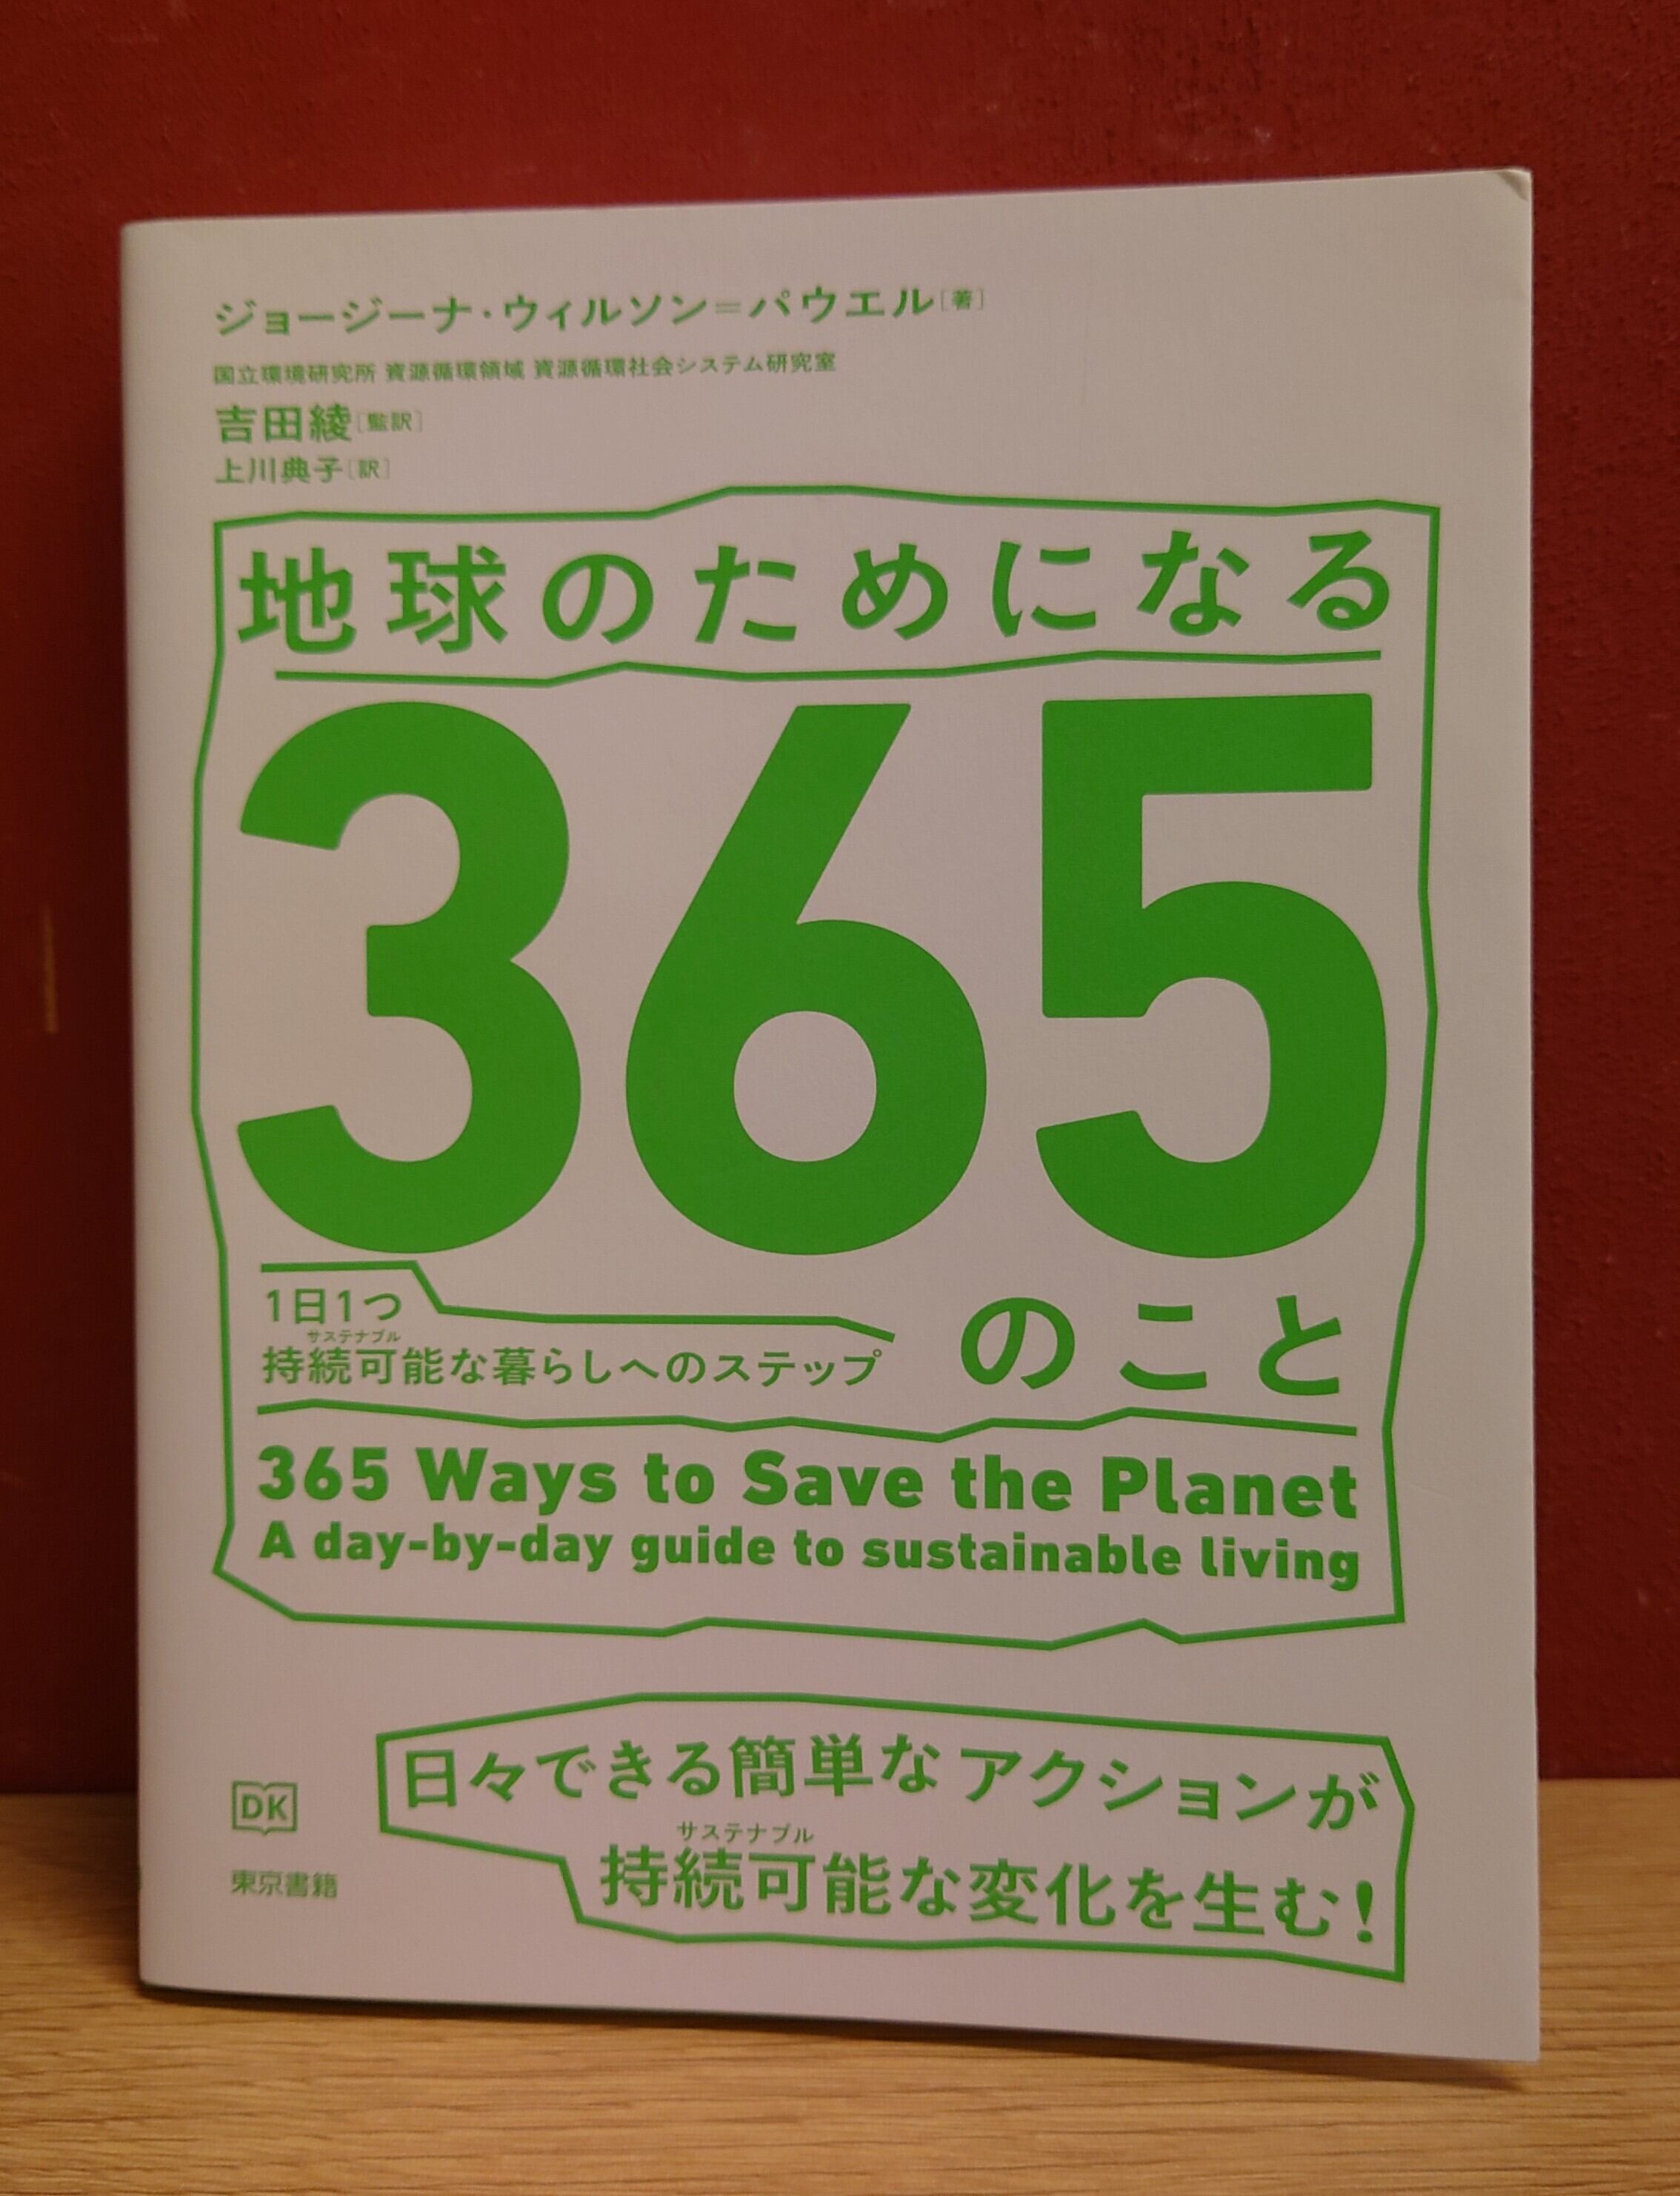 ジョージーナ・ウィルソン=パウエル[著]
国立環境研究所 資源循環領域 資源循環社会システム研究室
吉田綾[監訳]
上川典子[訳]
地球のためになる
365
1日1つ
サステナブル
持続可能な暮らしへのステップ
のこと
365 Ways to Save the Planet
A day-by-day guide to sustainable living
日々できる簡単なアクションが
サステナブル
持続可能な変化を生む!
DK
東京書籍